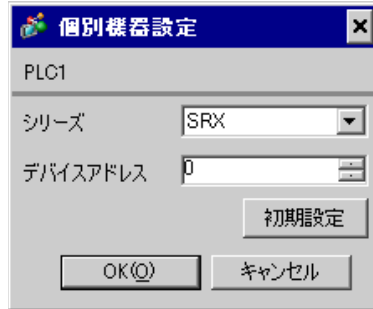 個別機器設定
PLC1
シリーズ SRX
デバイスアドレス 0
初期設定
OK(O) キャンセル